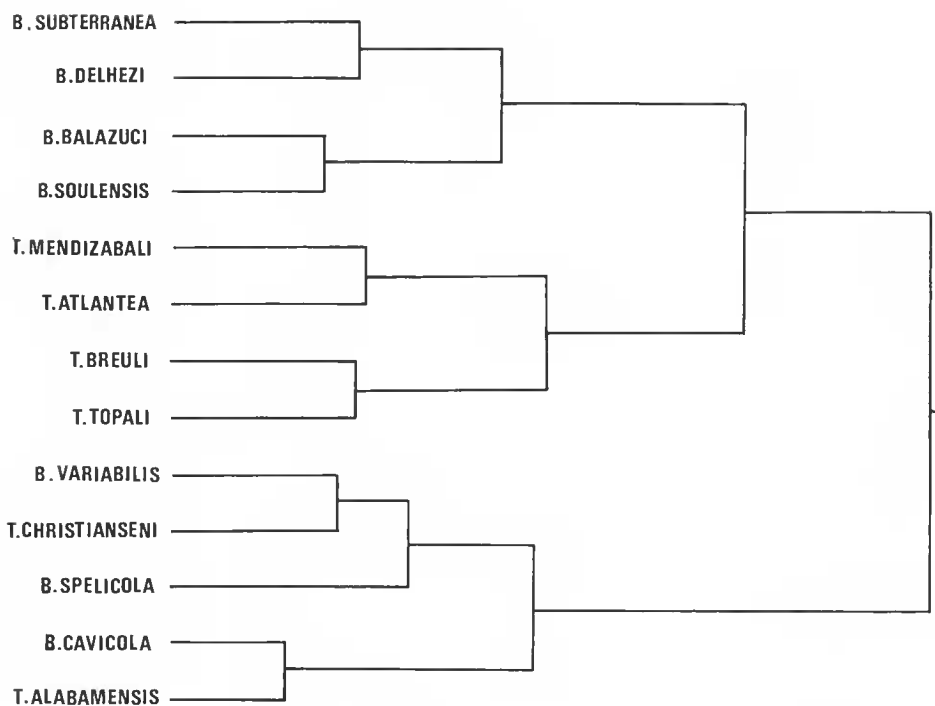 B.SUBTERRANEA
B.DELHEZI
B.BALAZUCI
B.SOULENSIS
T.MENDIZABALI
T.ATLANTEA
T.BREULI
T.TOPALI
B.VARIABILIS
T.CHRISTIANSENI
B.SPELICOLA
B.CAVICOLA
T.ALABAMENSIS